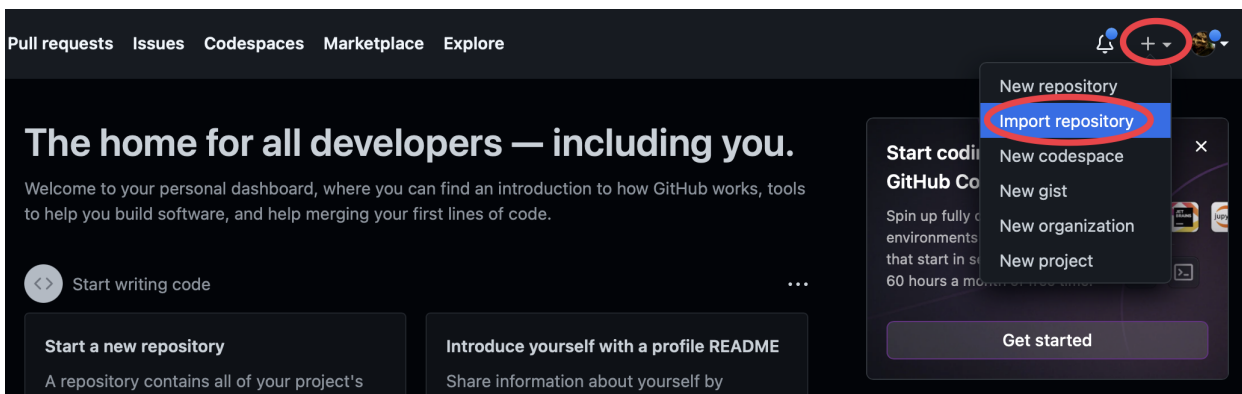 Pull requests Issues Codespaces Marketplace Explore
New repository
Import repository
New codespace
New gist
New organization
New project
The home for all developers — including you.
Welcome to your personal dashboard, where you can find an introduction to how GitHub works, tools
to help you build software, and help merging your first lines of code.
Start writing code
Start a new repository
A repository contains all of your project's
Introduce yourself with a profile README
Share information about yourself by
Start
GitHub
Spin up fully
environments
that start in
60 hours a
Get started